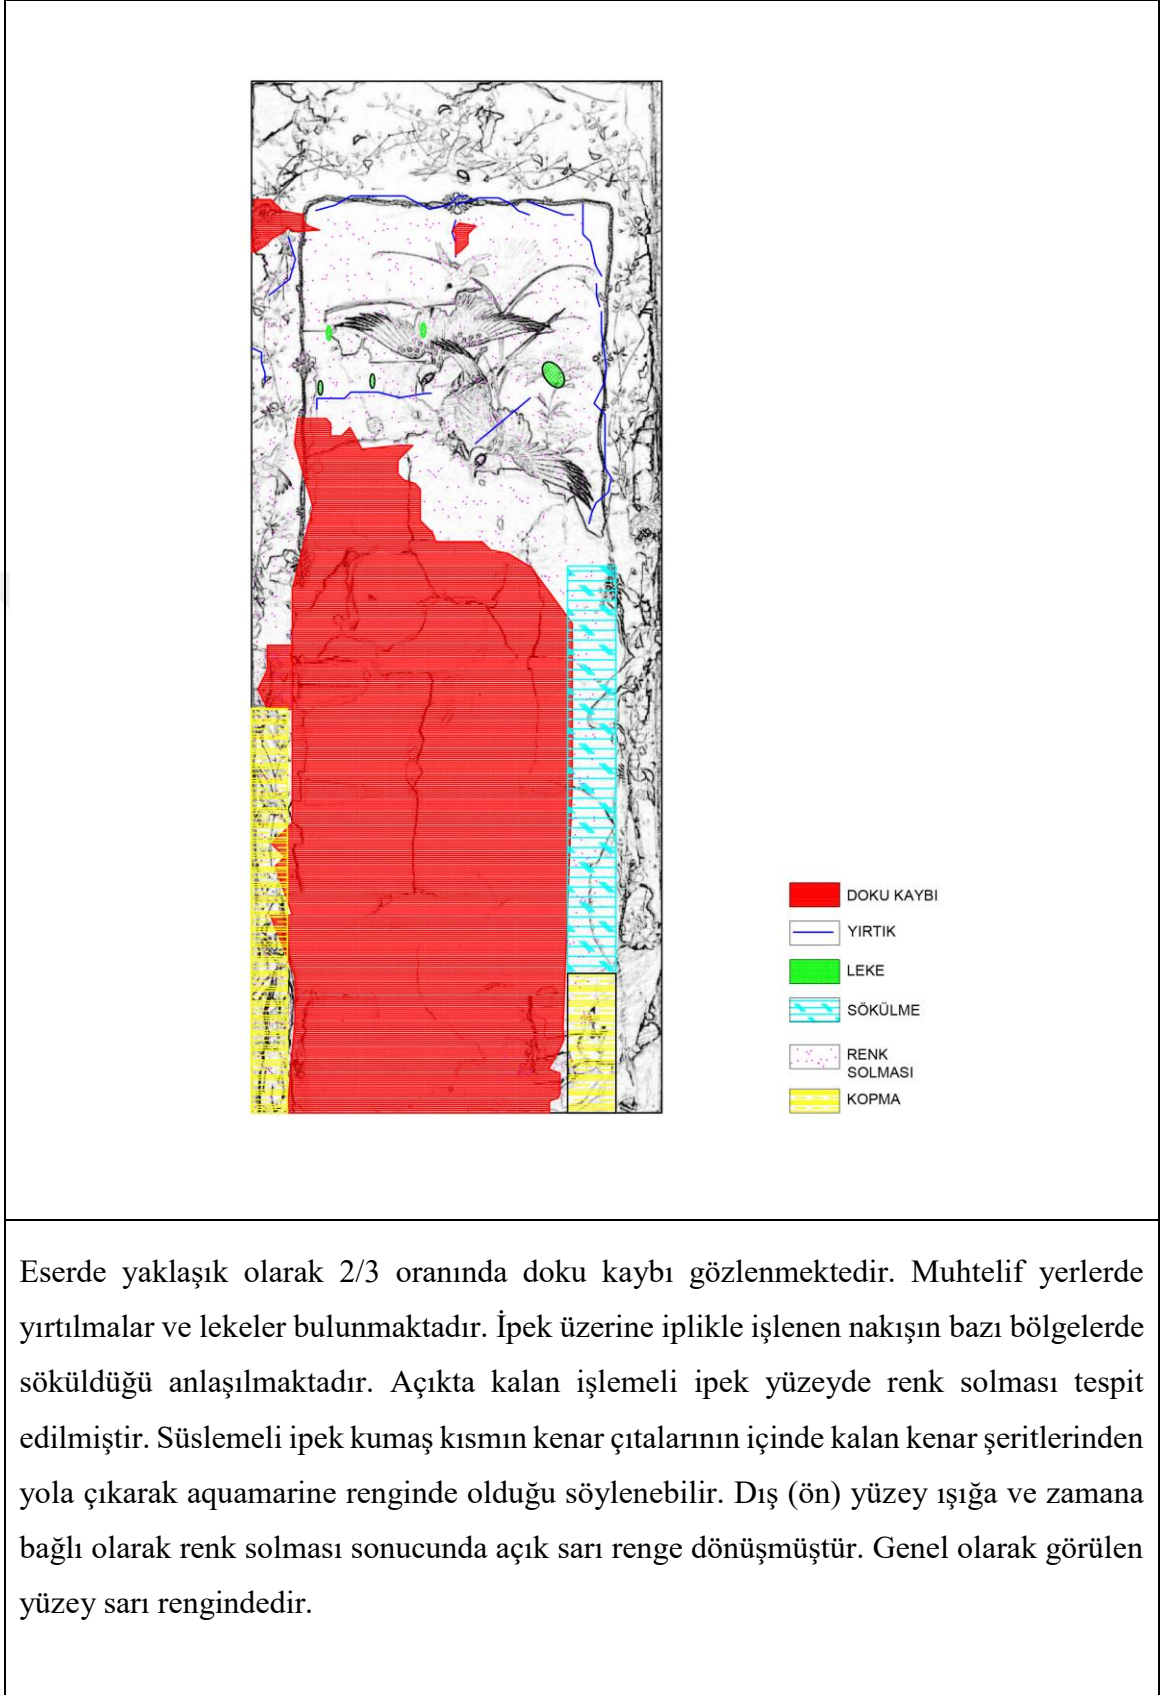 DOKU KAYBI
YIRTIK
LEKE
SÖKÜLME
RENK
SOLMASI
KOPMA
Eserde yaklaşık olarak 2/3 oranında doku kaybı gözlenmektedir. Muhtelif yerlerde
yırtılmalar ve lekeler bulunmaktadır. İpek üzerine iplikle işlenen nakışın bazı bölgelerde
söküldüğü anlaşılmaktadır. Açıkta kalan işlemeli ipek yüzeyde renk solması tespit
edilmiştir. Süslemeli ipek kumaş kısmın kenar çıtalarının içinde kalan kenar şeritlerinden
yola çıkarak aquamarine renginde olduğu söylenebilir. Dış (ön) yüzey ışığa ve zamana
bağlı olarak renk solması sonucunda açık sarı renge dönüşmüştür. Genel olarak görülen
yüzey sarı rengindedir.